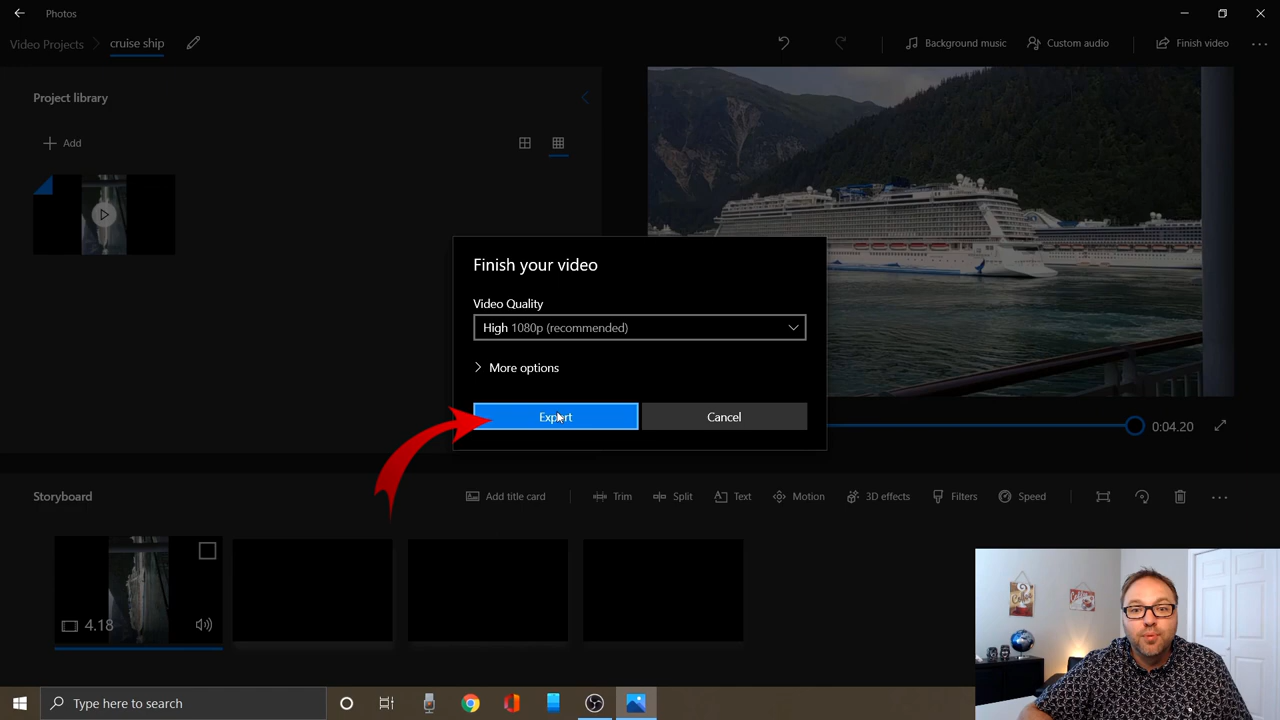 Photos
Video Projects
cruise ship
Background music
Custom audio
Finish video
Project library
Add
Finish your video
Video Quality
High 1080p (recommended)
More options
Export
Cancel
0:04.20
Storyboard
Add title card
Trim
Split
Text
Motion
3D effects
Filters
Speed
4.18
Type here to search